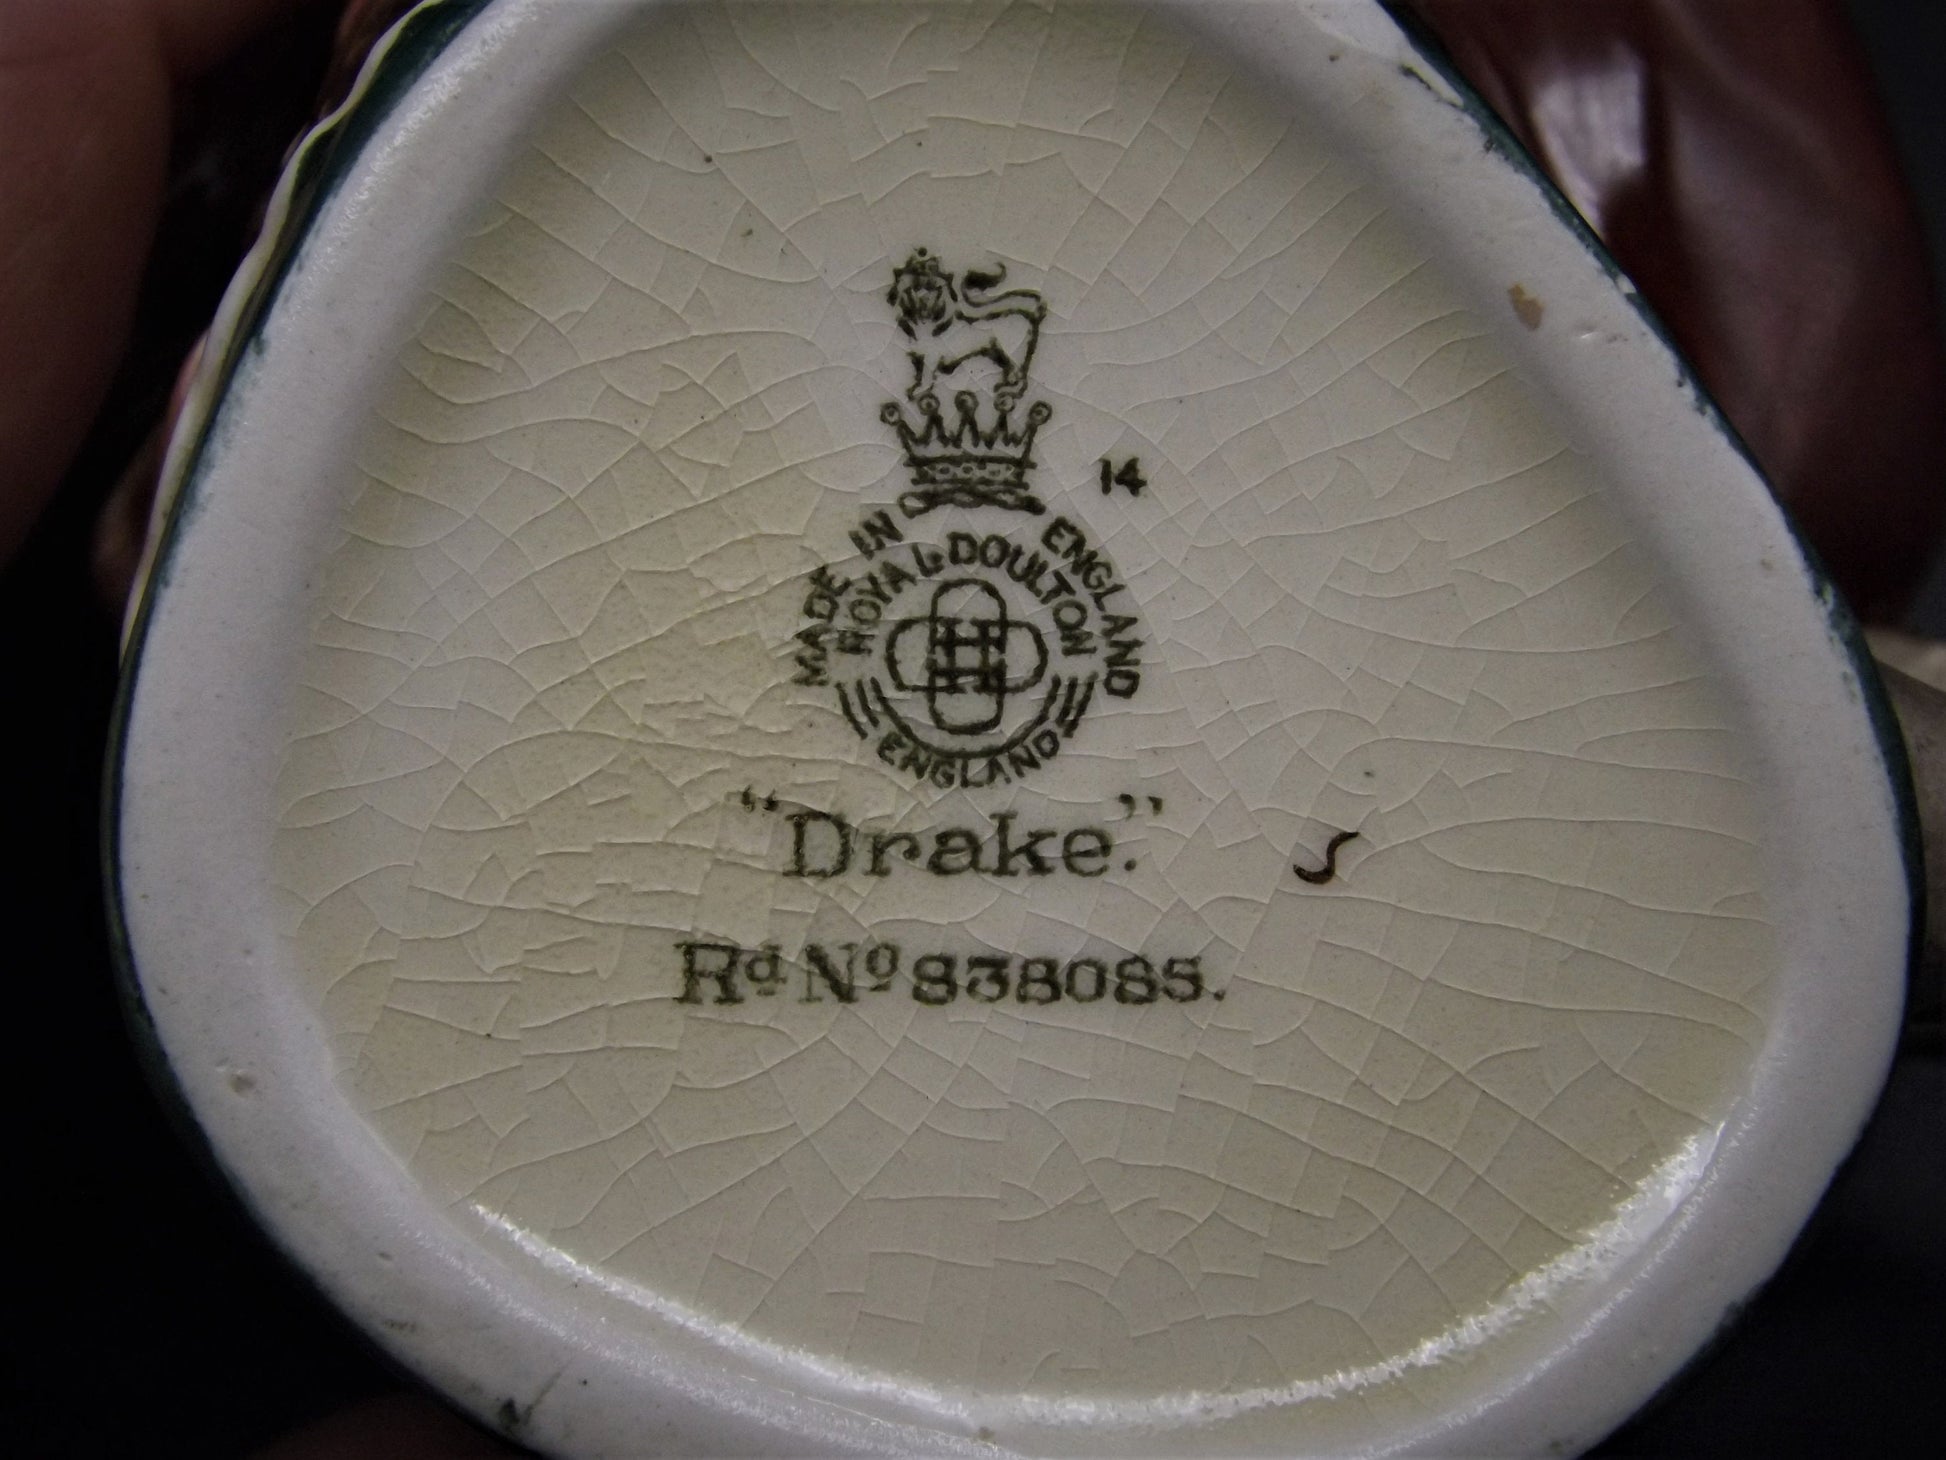 14
MADE IN ENGLAND
ROYAL DOULTON
ENGLAND
"Drake."
Rd No 838085.